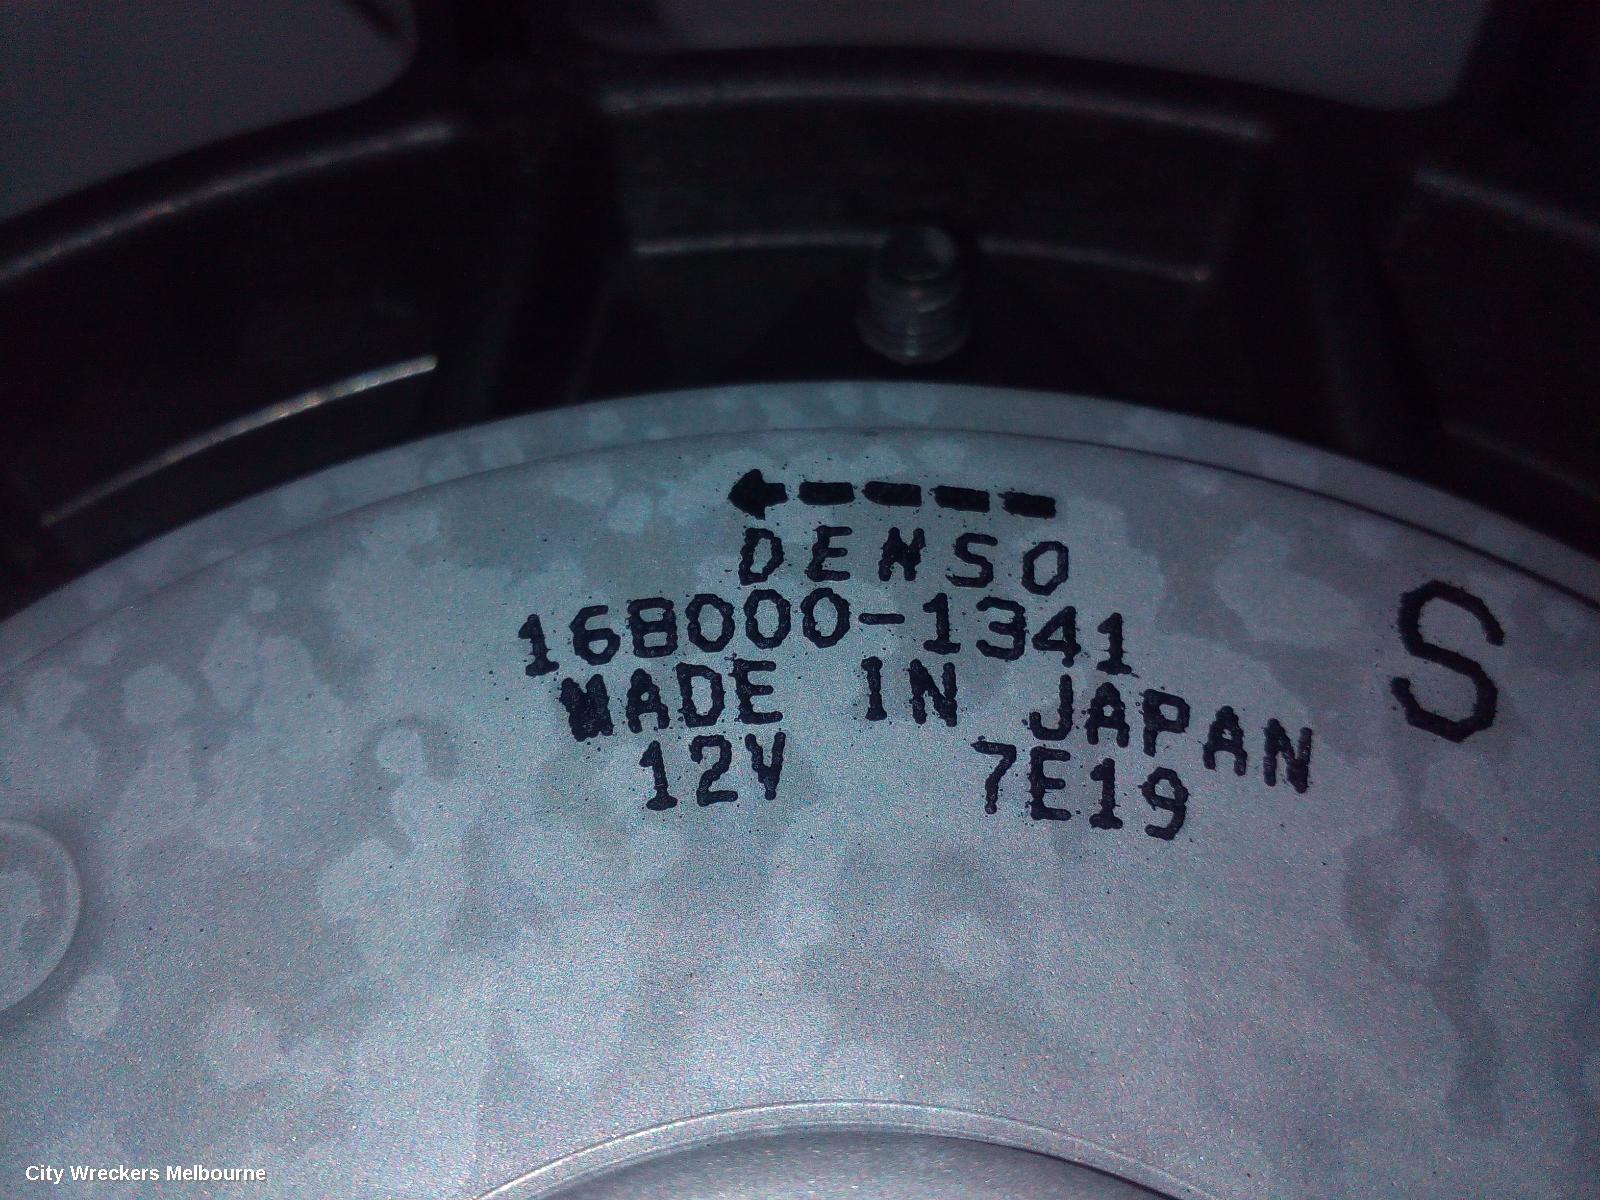 DENSO
168000-1341
MADE IN JAPAN
12V 7E19
S
City Wreckers Melbourne